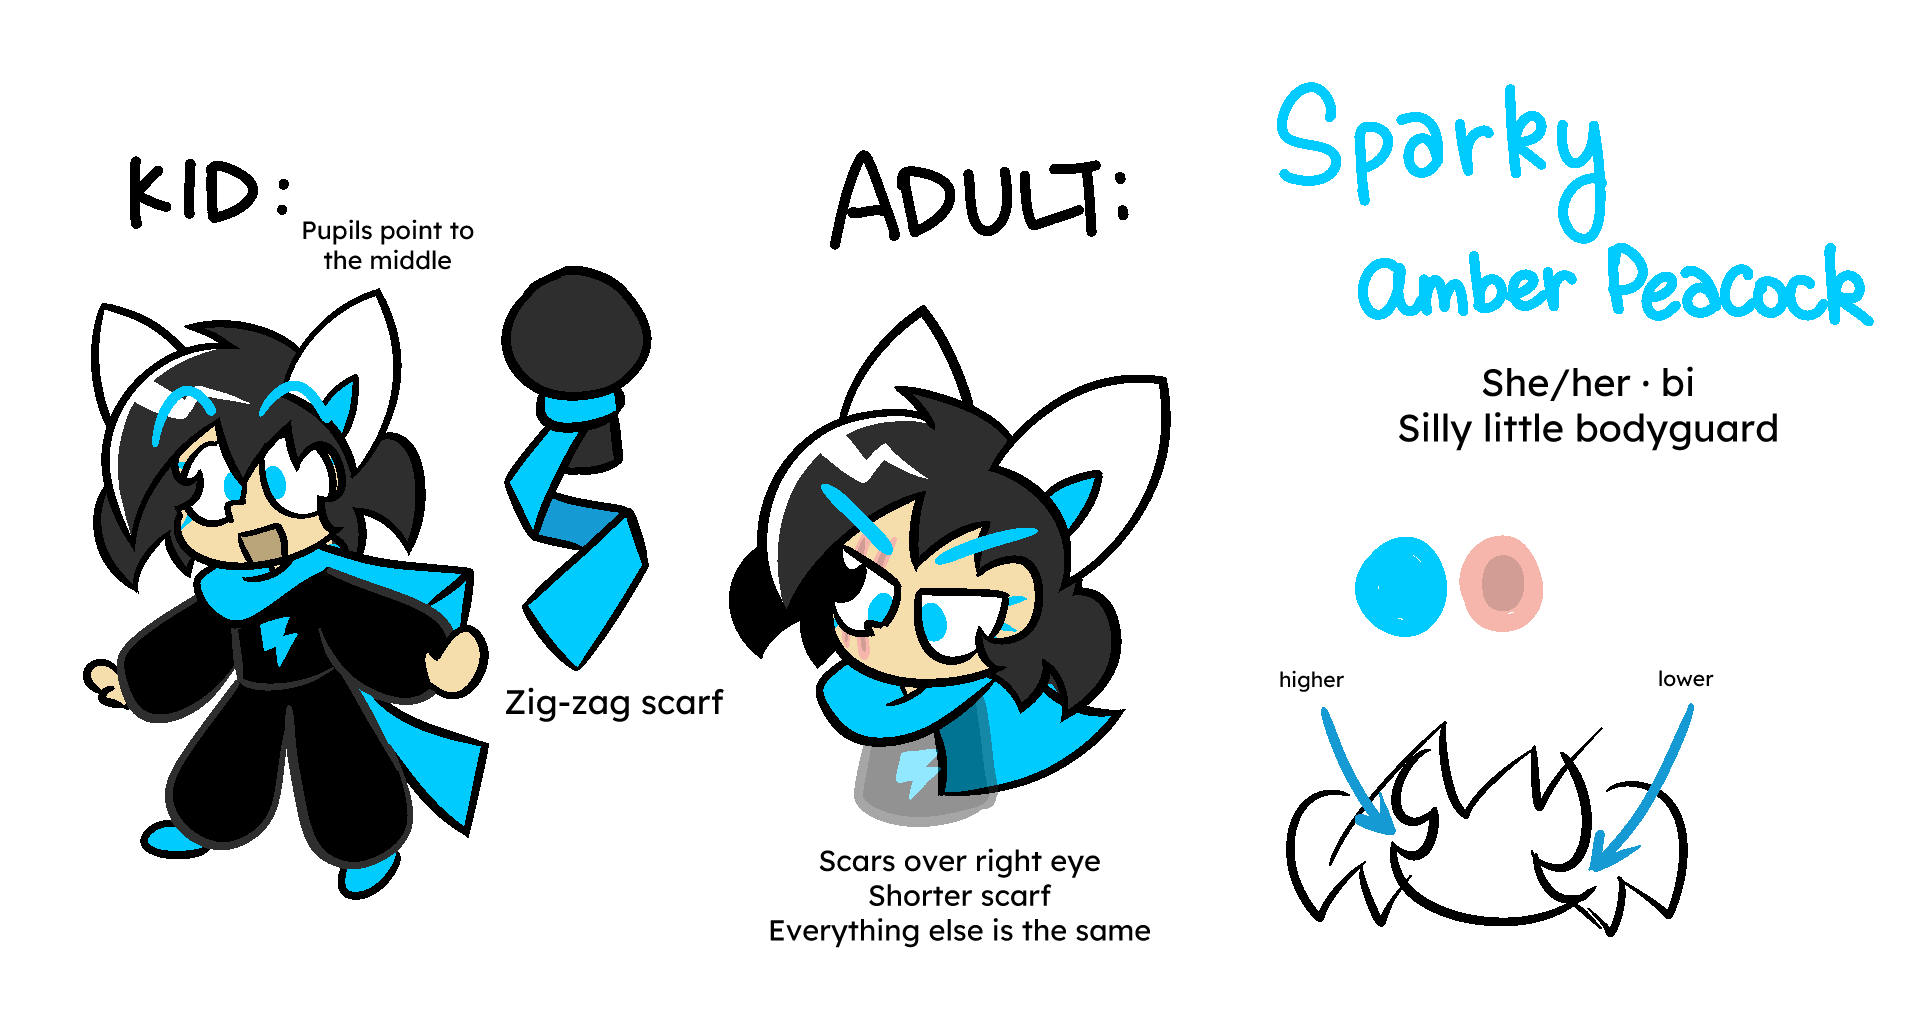 KID:
Pupils point to
the middle
Zig-zag scarf
ADULT:
Scars over right eye
Shorter scarf
Everything else is the same
Sparky
amber Peacock
She/her · bi
Silly little bodyguard
higher
lower